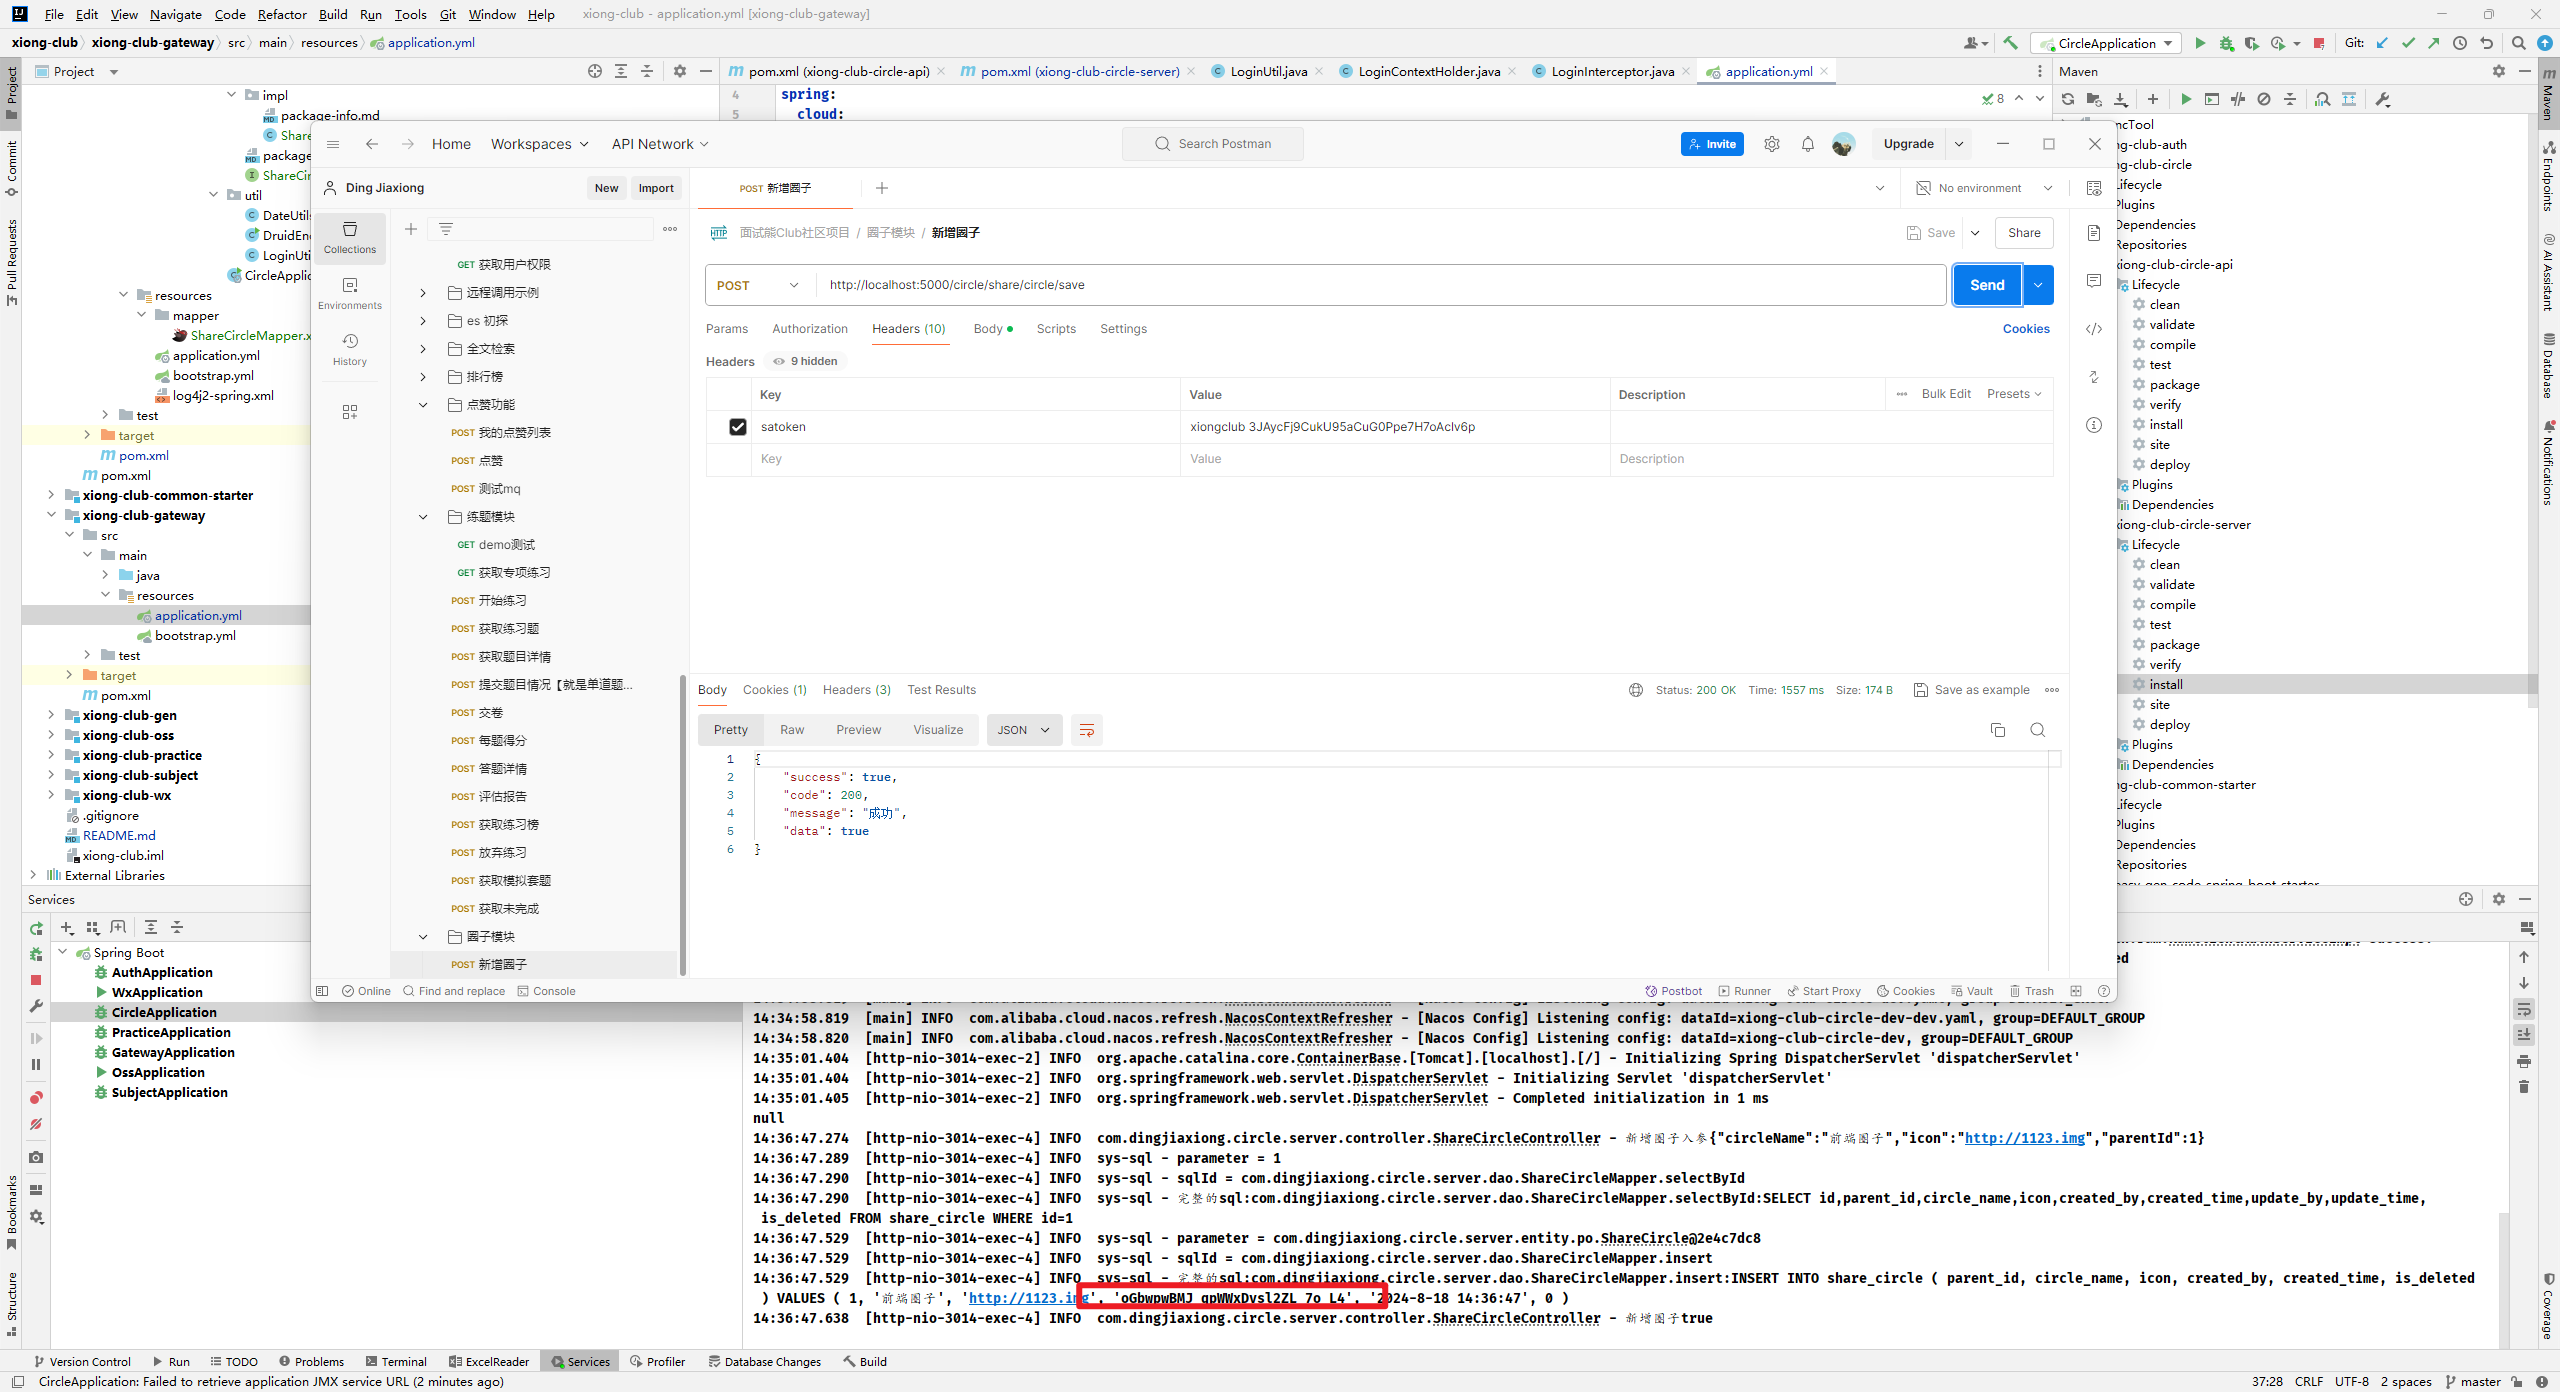 File Edit View Navigate Code Refactor Build Run Tools Git Window Help xiong-club - application.yml [xiong-club-gateway]
xiong-club xiong-club-gateway src main resources application.yml
CircleApplication Git:
Project
pom.xml (xiong-club-circle-api) pom.xml (xiong-club-circle-server) LoginUtil.java LoginContextHolder.java LoginInterceptor.java application.yml
Maven
4 spring:
5 cloud:
8
Project
Commit
Pull Requests
Bookmarks
Structure
impl
package-info.md
Share
package
ShareCir
util
DateUtils
DruidEn
LoginUti
CircleApplic
resources
mapper
ShareCircleMapper.x
application.yml
bootstrap.yml
log4j2-spring.xml
test
target
pom.xml
pom.xml
xiong-club-common-starter
xiong-club-gateway
src
main
java
resources
application.yml
bootstrap.yml
test
target
pom.xml
xiong-club-gen
xiong-club-oss
xiong-club-practice
xiong-club-subject
xiong-club-wx
.gitignore
README.md
xiong-club.iml
External Libraries
Home Workspaces API Network Search Postman Invite Upgrade
Ding Jiaxiong New Import
POST 新增圈子 No environment
Collections
Environments
History
GET 获取用户权限
远程调用示例
es 初探
全文检索
排行榜
点赞功能
POST 我的点赞列表
POST 点赞
POST 测试mq
练题模块
GET demo测试
GET 获取专项练习
POST 开始练习
POST 获取练习题
POST 获取题目详情
POST 提交题目情况【就是单道题...
POST 交卷
POST 每题得分
POST 答题详情
POST 评估报告
POST 获取练习榜
POST 放弃练习
POST 获取模拟套题
POST 获取未完成
圈子模块
POST 新增圈子
HTTP 面试能Club社区项目 / 圈子模块 / 新增圈子 Save Share
POST http://localhost:5000/circle/share/circle/save Send
Params Authorization Headers (10) Body Scripts Settings Cookies
Headers 9 hidden
Key Value Description Bulk Edit Presets
satoken xiongclub 3JAycFj9CukU95aCuG0Ppe7H7oAclv6p
Key Value Description
Body Cookies (1) Headers (3) Test Results Status: 200 OK Time: 1557 ms Size: 174 B Save as example
Pretty Raw Preview Visualize JSON
1 {
2 "success": true,
3 "code": 200,
4 "message": "成功",
5 "data": true
6 }
Online Find and replace Console Postbot Runner Start Proxy Cookies Vault Trash
ncTool
ng-club-auth
ng-club-circle
Lifecycle
Plugins
Dependencies
Repositories
xiong-club-circle-api
Lifecycle
clean
validate
compile
test
package
verify
install
site
deploy
Plugins
Dependencies
xiong-club-circle-server
Lifecycle
clean
validate
compile
test
package
verify
install
site
deploy
Plugins
Dependencies
ng-club-common-starter
Lifecycle
Plugins
Dependencies
Repositories
easy-gen-code-spring-boot-starter
Maven
Endpoints
AI Assistant
Database
Notifications
Coverage
Services
Spring Boot
AuthApplication
WxApplication
CircleApplication
PracticeApplication
GatewayApplication
OssApplication
SubjectApplication
ed
14:34:58.819 [main] INFO com.alibaba.cloud.nacos.refresh.NacosContextRefresher - [Nacos Config] Listening config: dataId=xiong-club-circle-dev-dev.yaml, group=DEFAULT_GROUP
14:34:58.820 [main] INFO com.alibaba.cloud.nacos.refresh.NacosContextRefresher - [Nacos Config] Listening config: dataId=xiong-club-circle-dev, group=DEFAULT_GROUP
14:35:01.404 [http-nio-3014-exec-2] INFO org.apache.catalina.core.ContainerBase.[Tomcat].[localhost].[/] - Initializing Spring DispatcherServlet 'dispatcherServlet'
14:35:01.404 [http-nio-3014-exec-2] INFO org.springframework.web.servlet.DispatcherServlet - Initializing Servlet 'dispatcherServlet'
14:35:01.405 [http-nio-3014-exec-2] INFO org.springframework.web.servlet.DispatcherServlet - Completed initialization in 1 ms
null
14:36:47.274 [http-nio-3014-exec-4] INFO com.dingjiaxiong.circle.server.controller.ShareCircleController - 新增圈子入参{"circleName":"前端圈子","icon":"http://1123.img","parentId":1}
14:36:47.289 [http-nio-3014-exec-4] INFO sys-sql - parameter = 1
14:36:47.290 [http-nio-3014-exec-4] INFO sys-sql - sqlId = com.dingjiaxiong.circle.server.dao.ShareCircleMapper.selectById
14:36:47.290 [http-nio-3014-exec-4] INFO sys-sql - 完整的sql:com.dingjiaxiong.circle.server.dao.ShareCircleMapper.selectById:SELECT id,parent_id,circle_name,icon,created_by,created_time,update_by,update_time,
is_deleted FROM share_circle WHERE id=1
14:36:47.529 [http-nio-3014-exec-4] INFO sys-sql - parameter = com.dingjiaxiong.circle.server.entity.po.ShareCircle@2e4c7dc8
14:36:47.529 [http-nio-3014-exec-4] INFO sys-sql - sqlId = com.dingjiaxiong.circle.server.dao.ShareCircleMapper.insert
14:36:47.529 [http-nio-3014-exec-4] INFO sys-sql - 完整的sql:com.dingjiaxiong.circle.server.dao.ShareCircleMapper.insert:INSERT INTO share_circle ( parent_id, circle_name, icon, created_by, created_time, is_deleted
) VALUES ( 1, '前端圈子', 'http://1123.img', 'oGbwpwBMJ_gpWWxDvsl2ZL_7o_L4', '2024-8-18 14:36:47', 0 )
14:36:47.638 [http-nio-3014-exec-4] INFO com.dingjiaxiong.circle.server.controller.ShareCircleController - 新增圈子true
Version Control Run TODO Problems Terminal ExcelReader Services Profiler Database Changes Build
CircleApplication: Failed to retrieve application JMX service URL (2 minutes ago) 37:28 CRLF UTF-8 2 spaces master